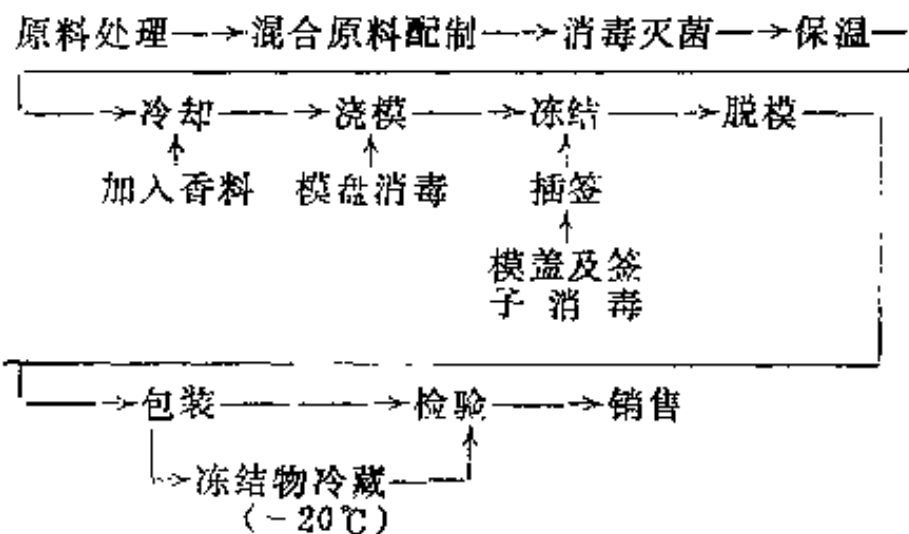 原料处理→混合原料配制→消毒灭菌→保温
→冷却→浇模→冻结→脱模
加入香料 模盘消毒 插签
模盖及签
子消毒
→包装→检验→销售
→冻结物冷藏
(-20℃)